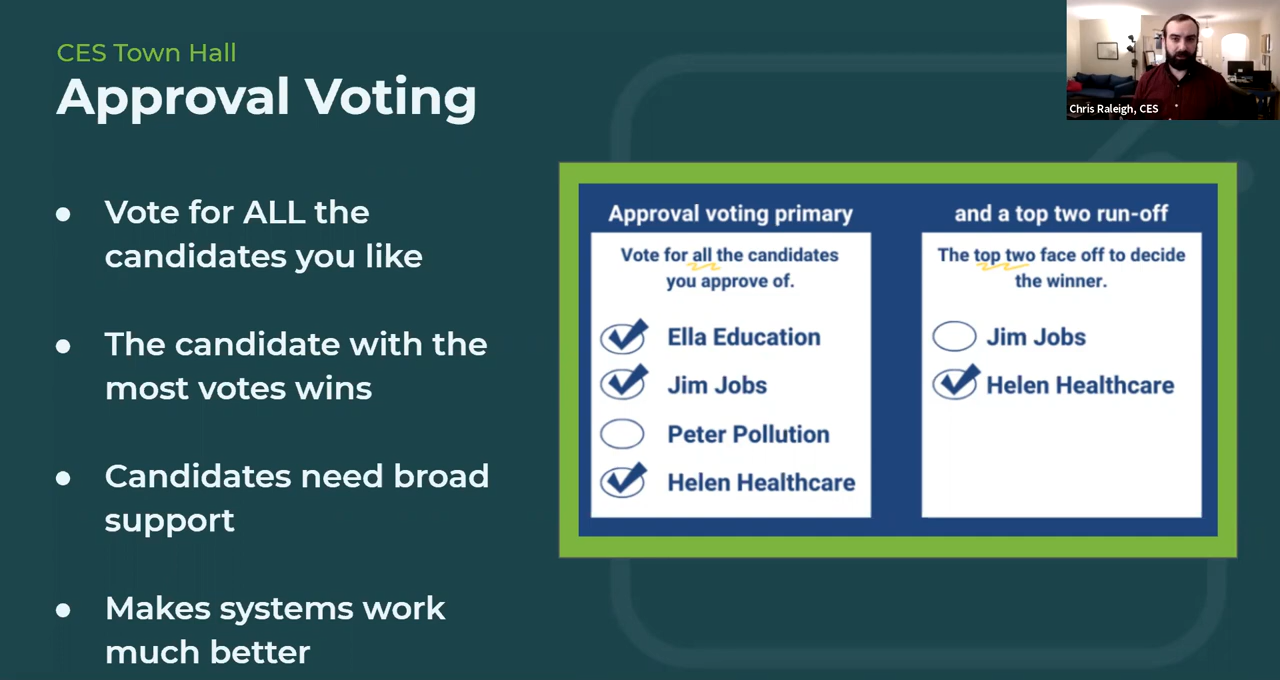 CES Town Hall
Approval Voting
Chris Raleigh, CES
● Vote for ALL the
candidates you like
● The candidate with the
most votes wins
● Candidates need broad
support
● Makes systems work
much better
Approval voting primary
Vote for all the candidates
you approve of.
Ella Education
Jim Jobs
Peter Pollution
Helen Healthcare
and a top two run-off
The top two face off to decide
the winner.
Jim Jobs
Helen Healthcare